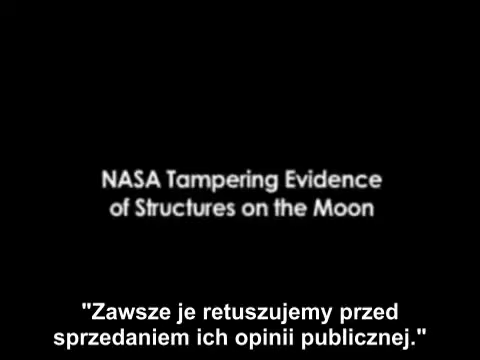 NASA Tampering Evidence
of Structures on the Moon
"Zawsze je retuszujemy przed
sprzedaniem ich opinii publicznej."